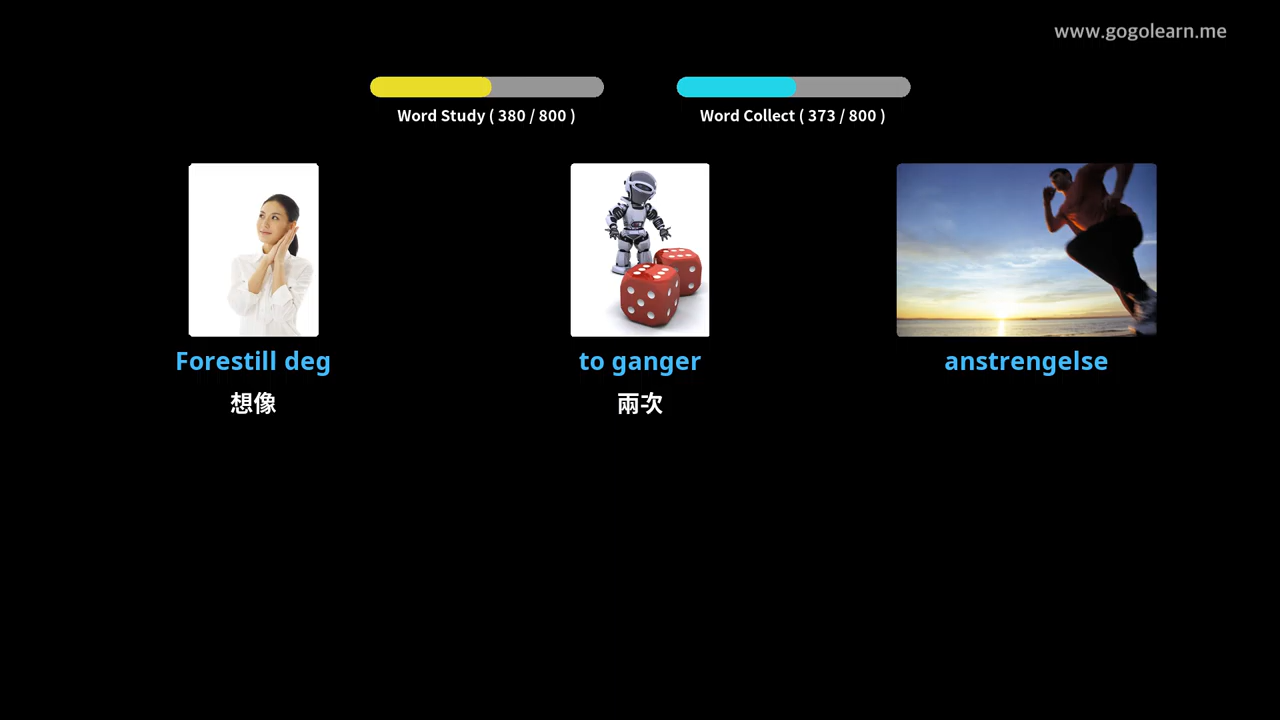 www.gogolearn.me
Word Study ( 380 / 800 )
Word Collect ( 373 / 800 )
Forestill deg
to ganger
anstrengelse
想像
兩次